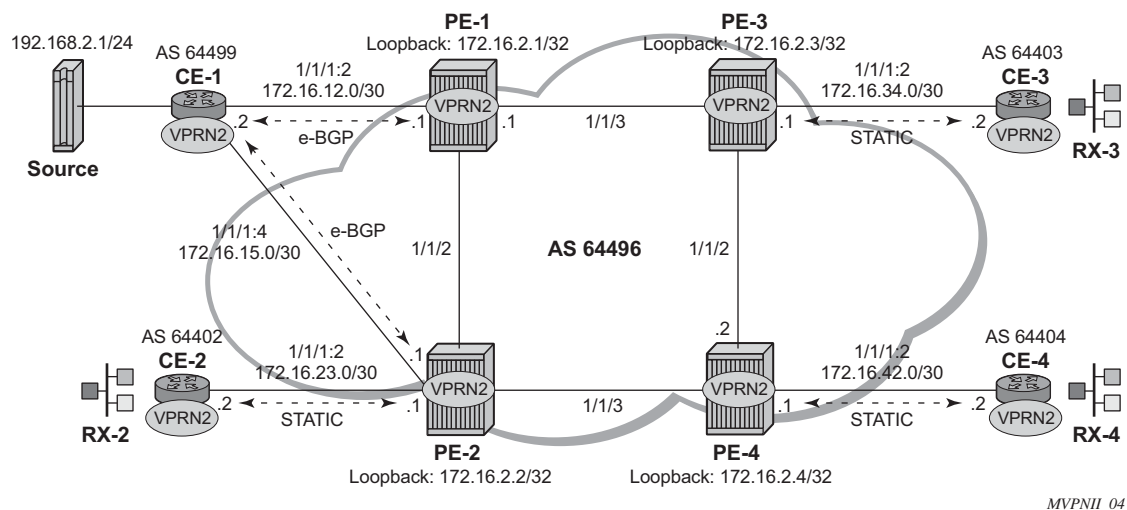 PE-1
PE-3
192.168.2.1/24
Loopback: 172.16.2.1/32
Loopback: 172.16.2.3/32
AS 64499
AS 64403
CE-1
CE-3
1/1/1:2
172.16.12.0/30
1/1/1:2
172.16.34.0/30
VPRN2
VPRN2
VPRN2
VPRN2
.2
e-BGP
.1
.1
1/1/3
.1
STATIC
.2
Source
RX-3
e-BGP
1/1/1:4
172.16.15.0/30
1/1/2
AS 64496
1/1/2
AS 64402
CE-2
.1
.2
AS 64404
CE-4
1/1/1:2
172.16.23.0/30
1/1/1:2
172.16.42.0/30
VPRN2
VPRN2
VPRN2
VPRN2
.2
STATIC
.1
1/1/3
.1
STATIC
.2
RX-2
RX-4
PE-2
PE-4
Loopback: 172.16.2.2/32
Loopback: 172.16.2.4/32
MVPNII_04